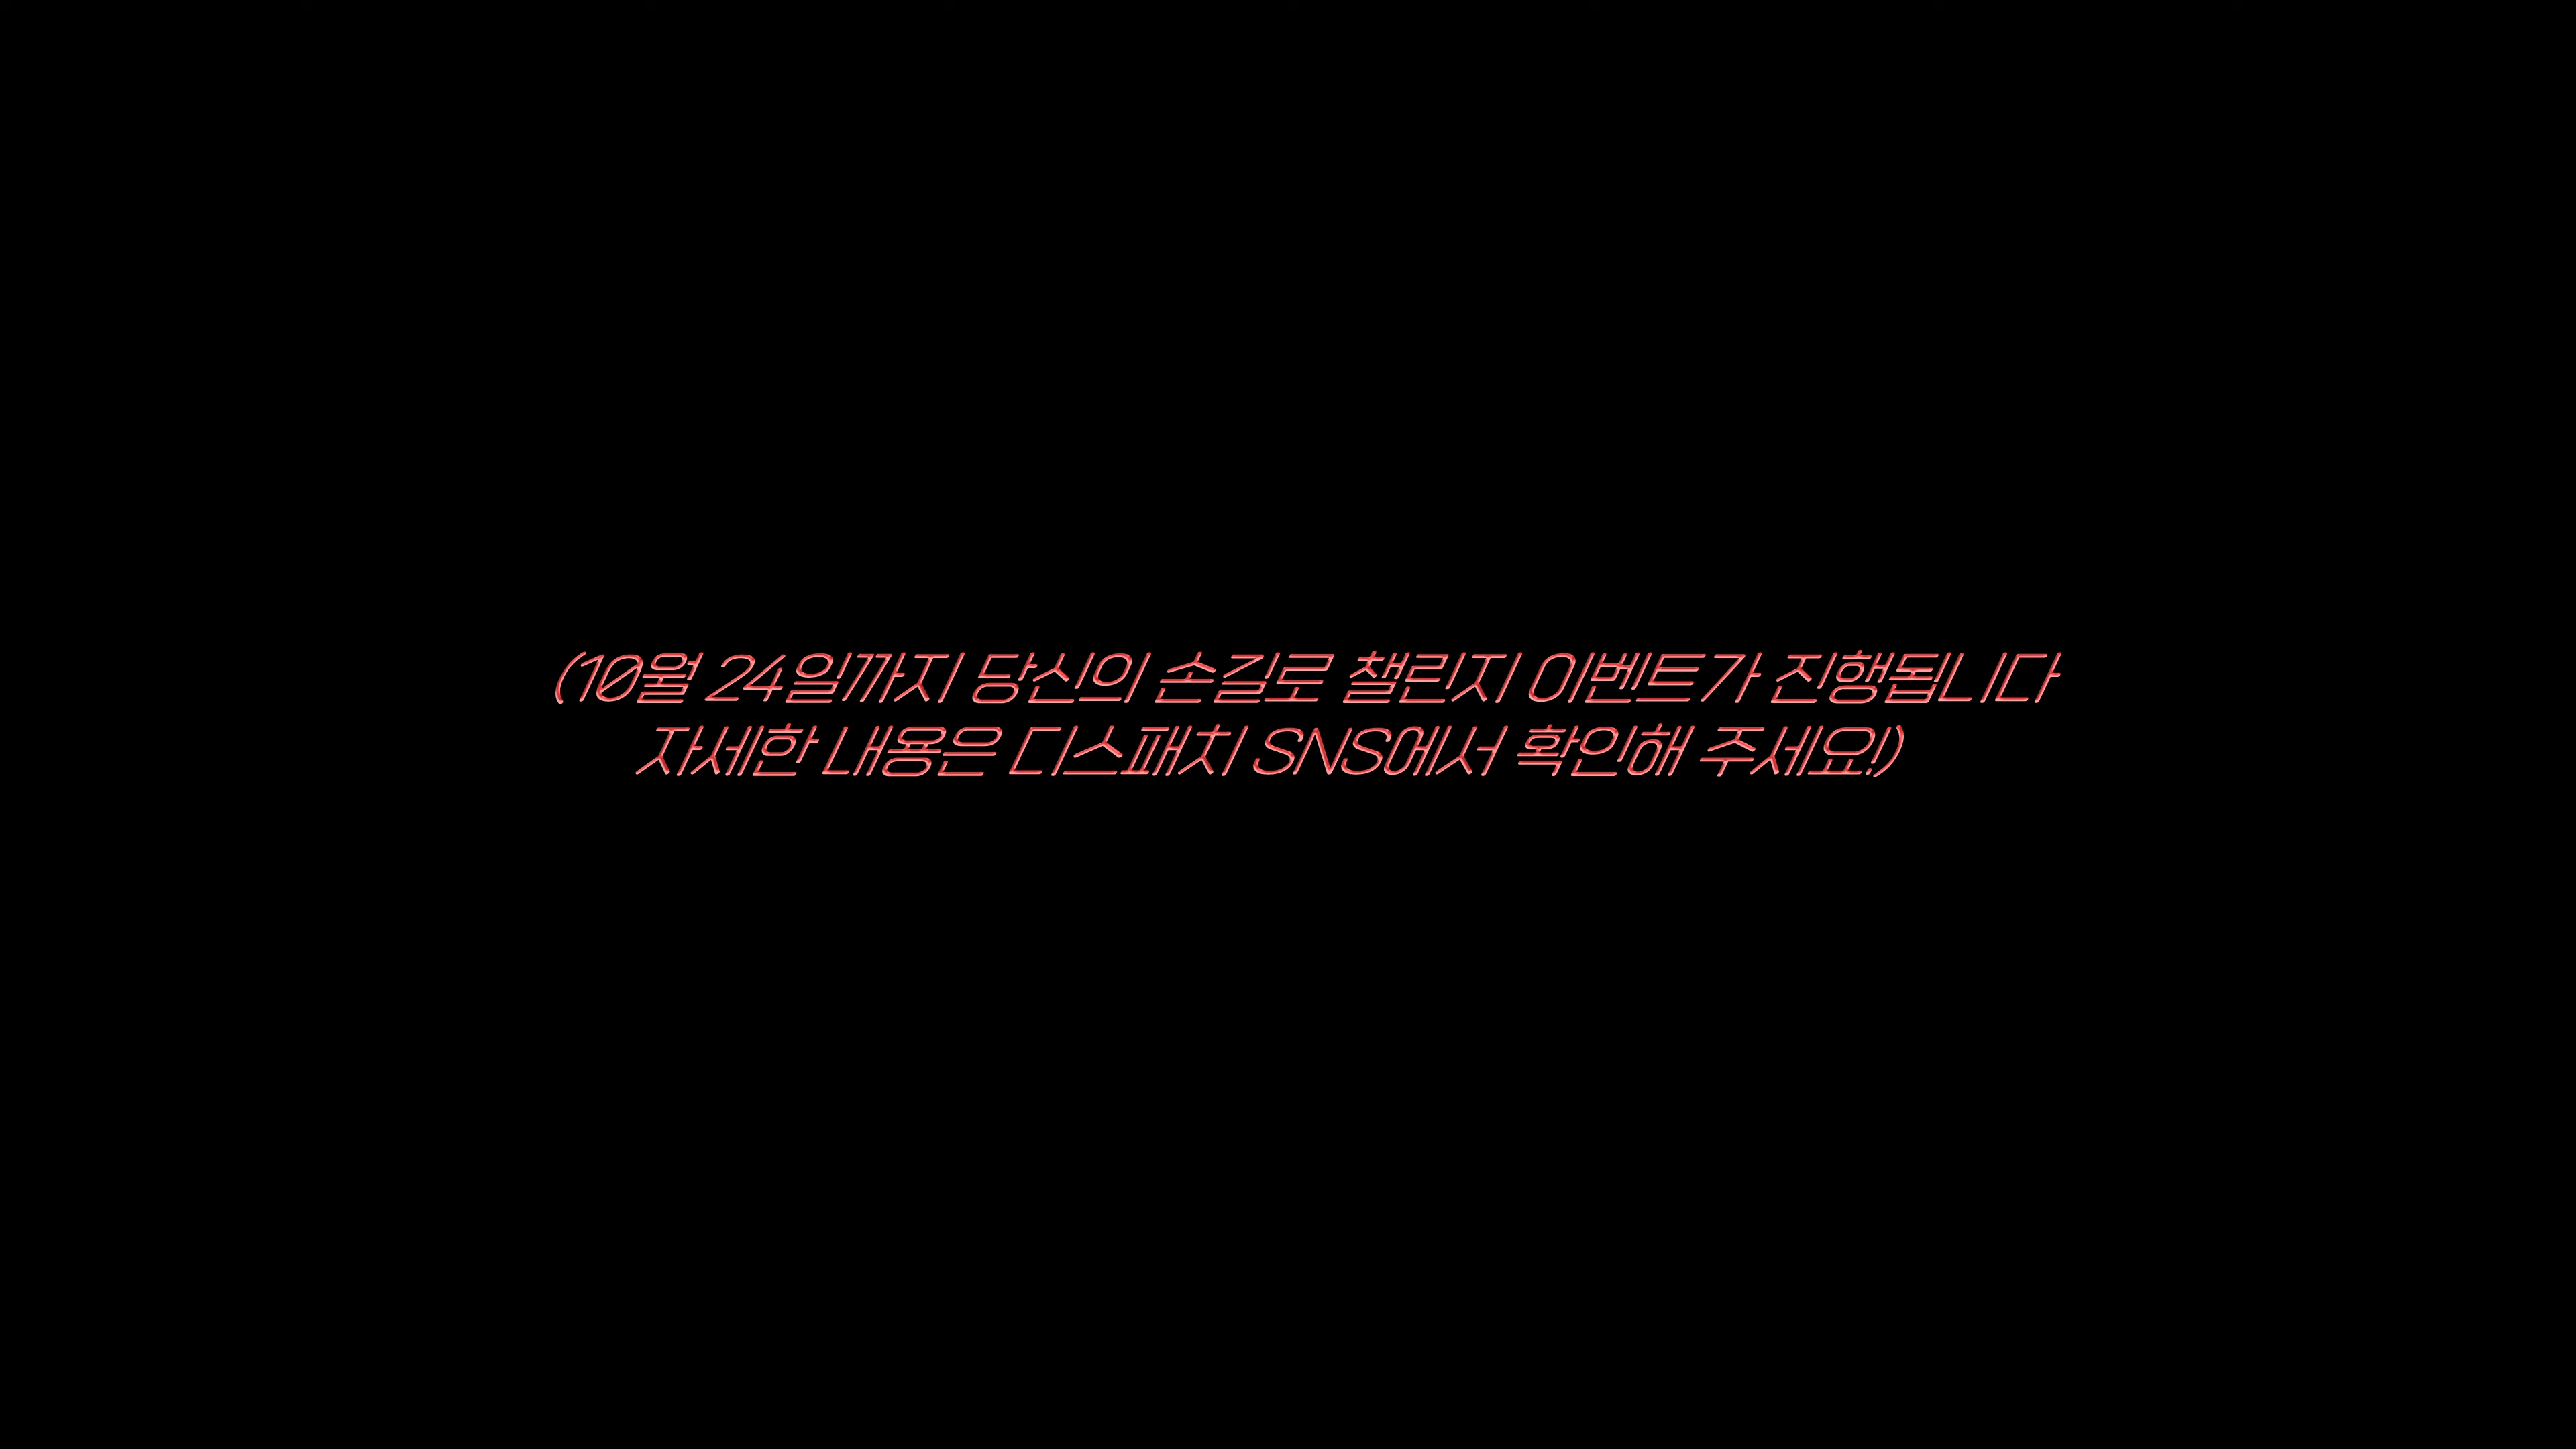 (10월 24일까지 당신의 손길로 챌린지 이벤트가 진행됩니다
자세한 내용은 디스패치 SNS에서 확인해 주세요!)